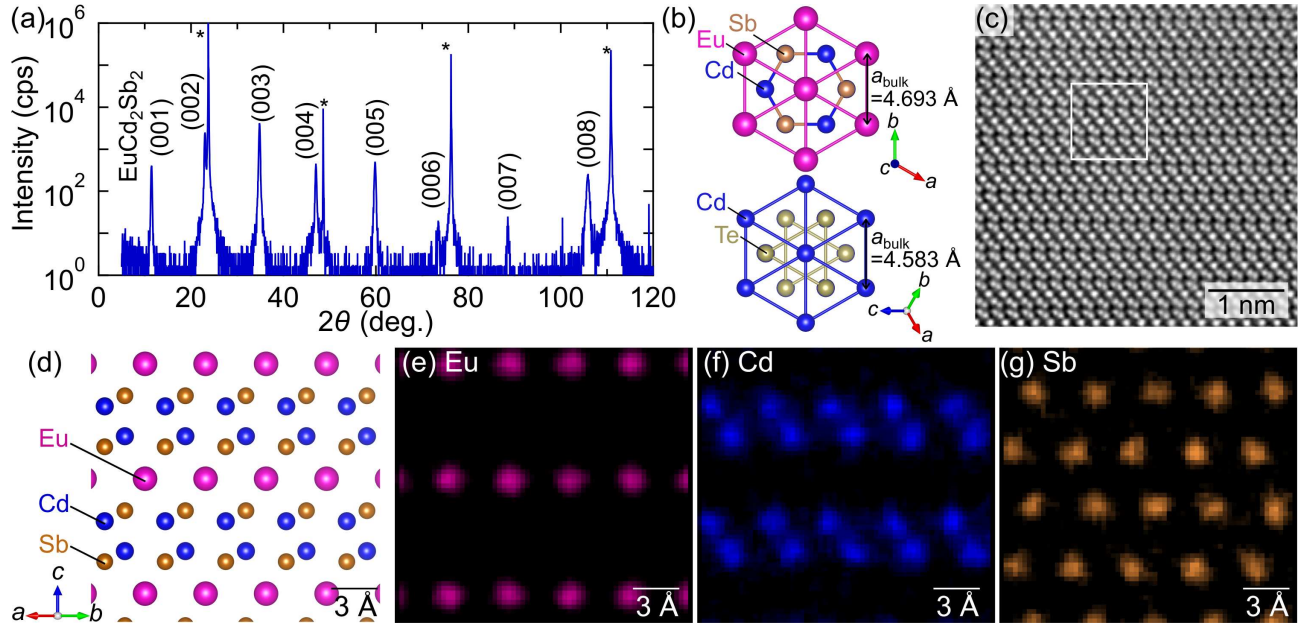 (a)
Intensity (cps)
10^6
10^4
10^2
10^0
EuCd₂Sb₂
(001)
(002)
*
(003)
(004)
*
(005)
(006)
*
(007)
(008)
*
0 20 40 60 80 100 120
2θ (deg.)
(b)
Sb
Eu
Cd
a_bulk
=4.693 Å
b
c
a
Cd
Te
a_bulk
=4.583 Å
b
c
a
(c)
1 nm
(d)
Eu
Cd
Sb
c
a b
3 Å
(e) Eu
3 Å
(f) Cd
3 Å
(g) Sb
3 Å